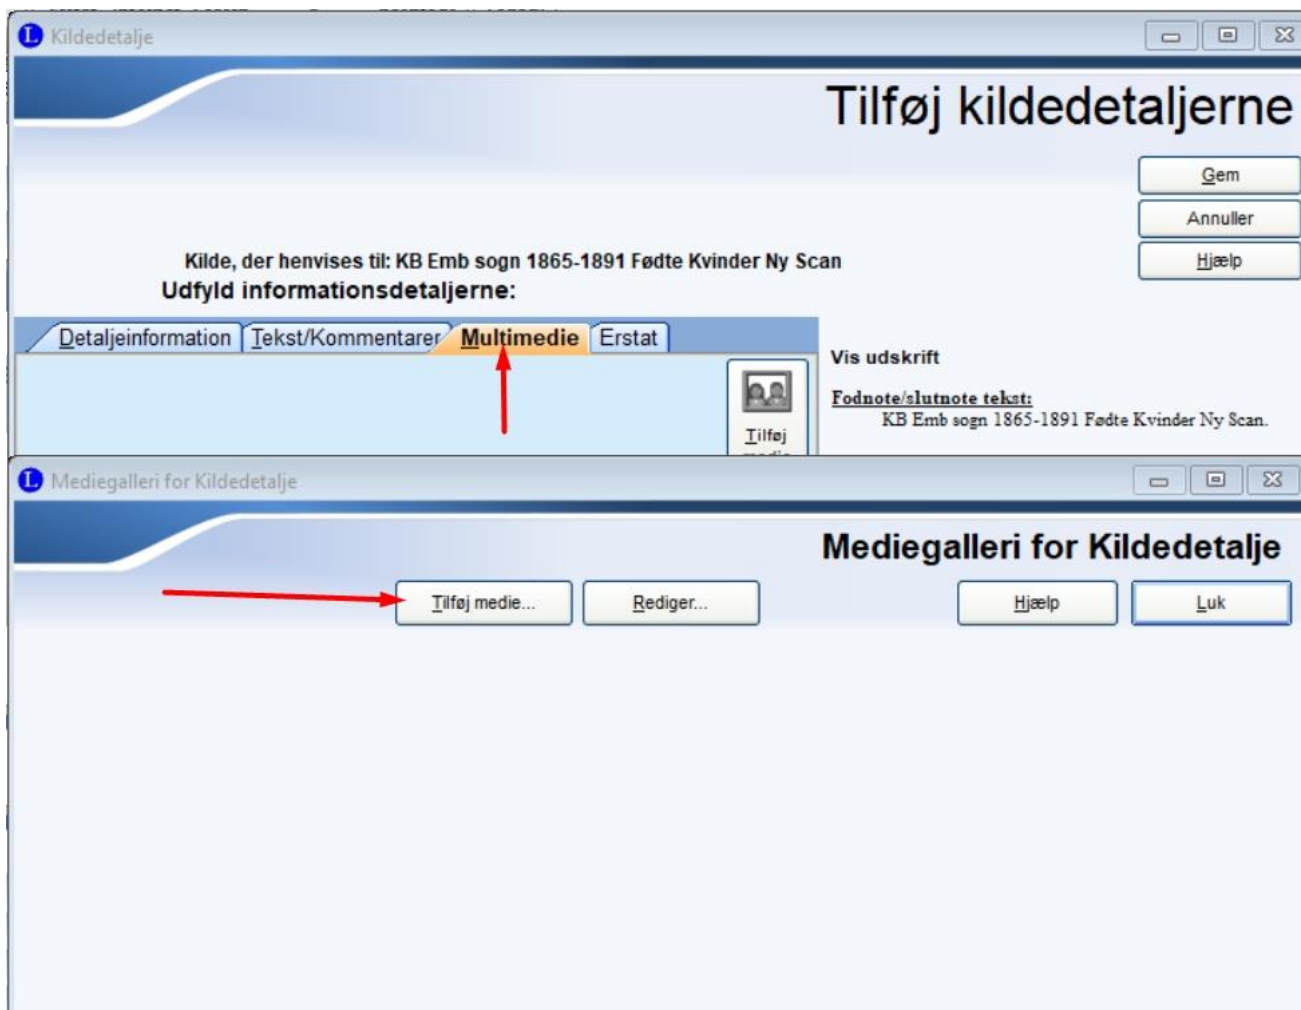 L Kildedetalje
Tilføj kildedetaljerne
Gem
Annuller
Hjælp
Kilde, der henvises til: KB Emb sogn 1865-1891 Fødte Kvinder Ny Scan
Udfyld informationsdetaljerne:
Detaljeinformation Tekst/Kommentarer Multimedie Erstat
Vis udskrift
Fodnote/slutnote tekst:
KB Emb sogn 1865-1891 Fødte Kvinder Ny Scan.
Tilføj
L Mediegalleri for Kildedetalje
Mediegalleri for Kildedetalje
Tilføj medie... Rediger... Hjælp Luk